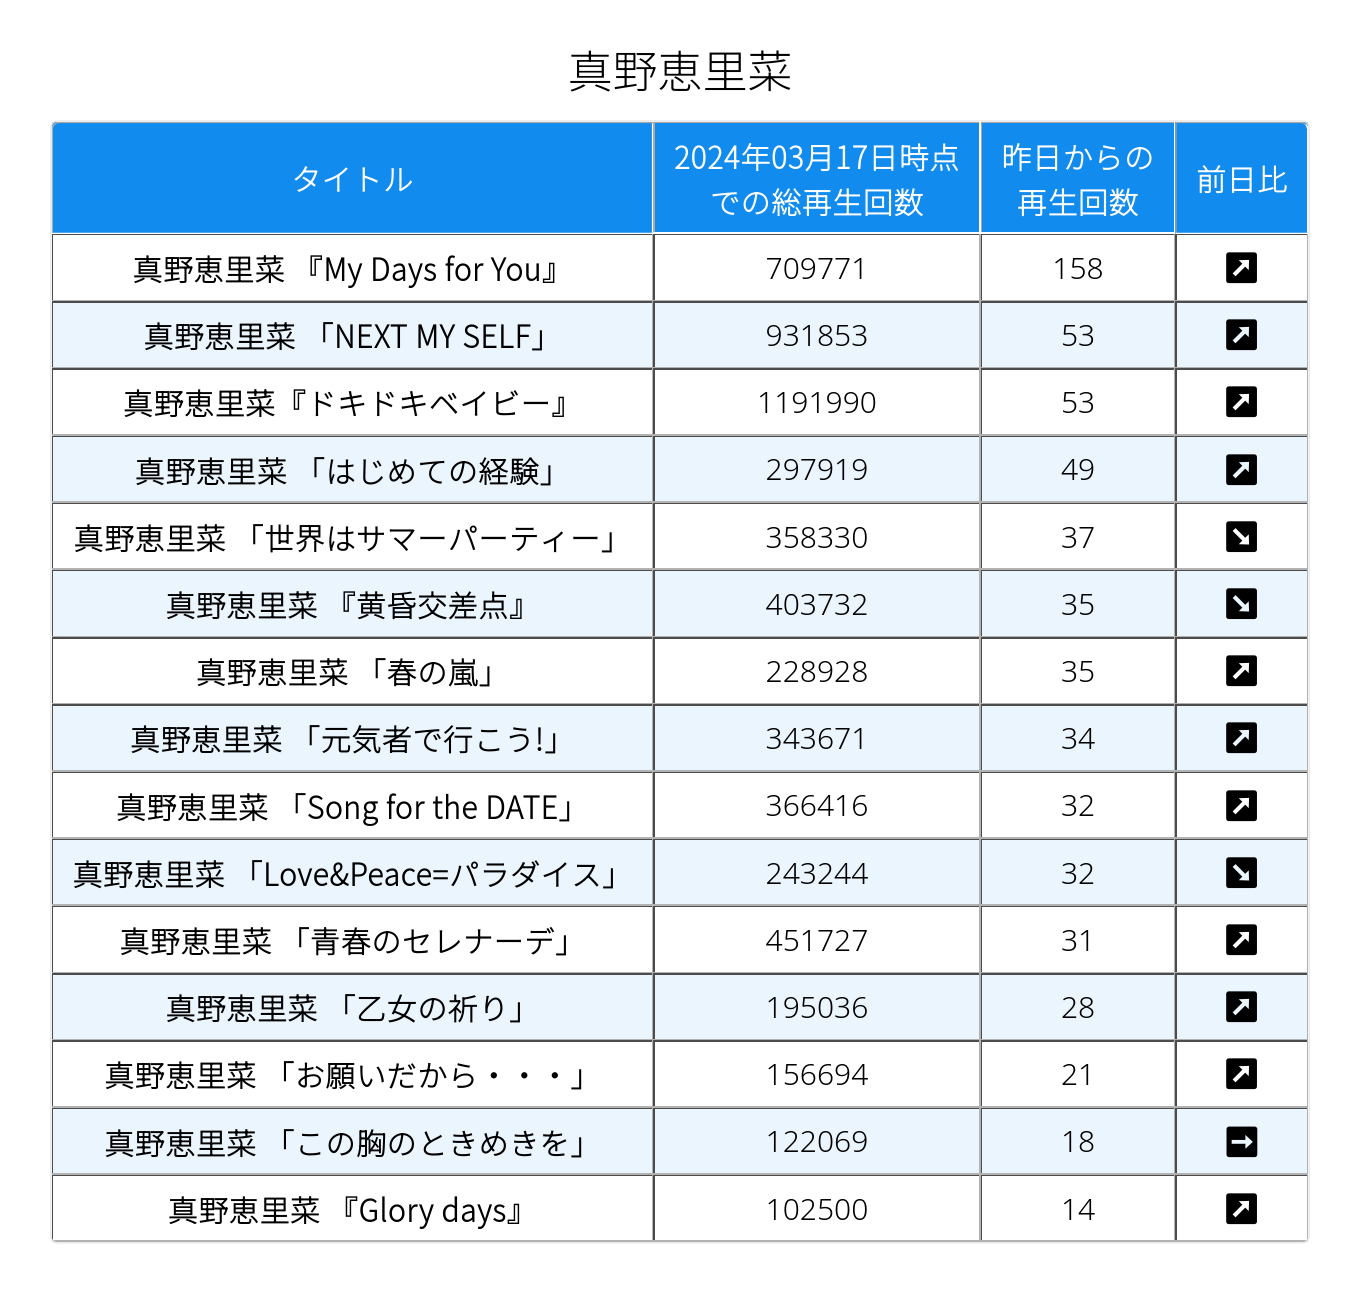 真野恵里菜
タイトル
2024年03月17日時点
での総再生回数
昨日からの
再生回数
前日比
真野恵里菜 『My Days for You』 709771 158 ↗
真野恵里菜 「NEXT MY SELF」 931853 53 ↗
真野恵里菜『ドキドキベイビー』 1191990 53 ↗
真野恵里菜 「はじめての経験」 297919 49 ↗
真野恵里菜 「世界はサマーパーティー」 358330 37 ↘
真野恵里菜 『黄昏交差点』 403732 35 ↘
真野恵里菜 「春の嵐」 228928 35 ↗
真野恵里菜 「元気者で行こう!」 343671 34 ↗
真野恵里菜 「Song for the DATE」 366416 32 ↗
真野恵里菜 「Love&Peace=パラダイス」 243244 32 ↘
真野恵里菜 「青春のセレナーデ」 451727 31 ↗
真野恵里菜 「乙女の祈り」 195036 28 ↗
真野恵里菜 「お願いだから・・・」 156694 21 ↗
真野恵里菜 「この胸のときめきを」 122069 18 →
真野恵里菜 『Glory days』 102500 14 ↗